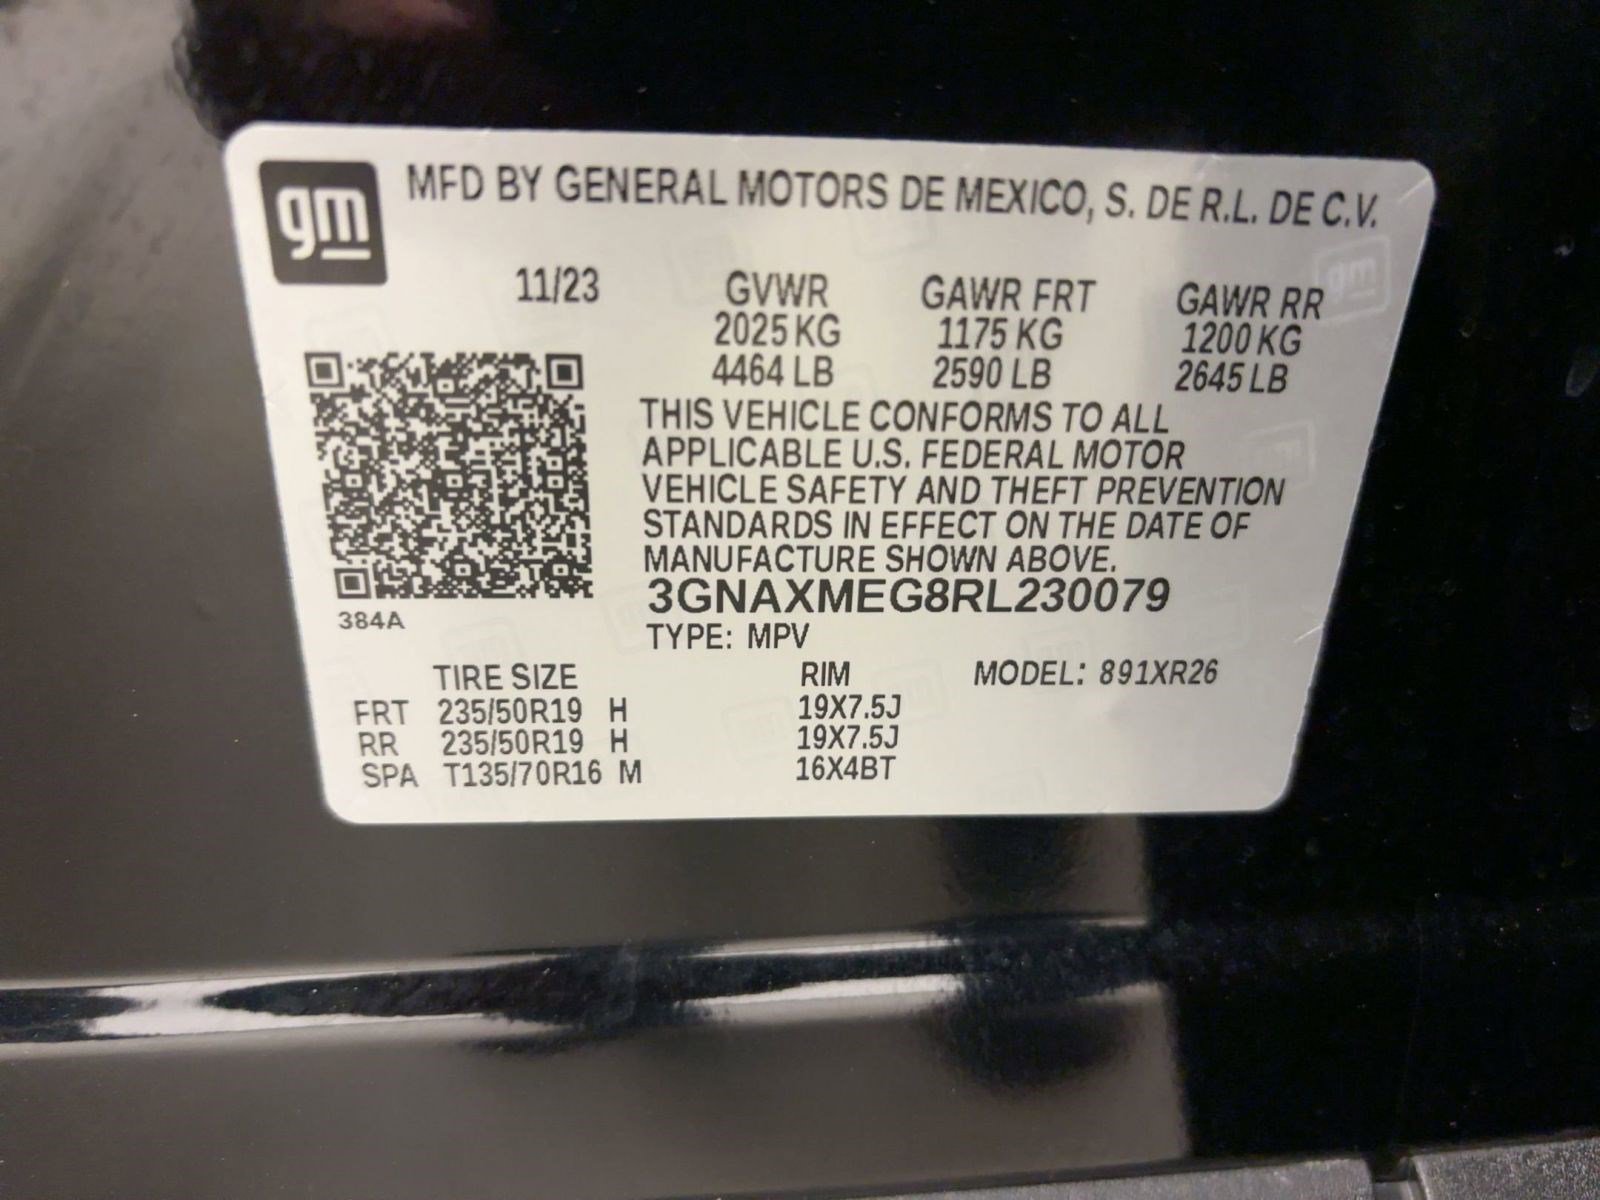 gm
MFD BY GENERAL MOTORS DE MEXICO, S. DE R.L. DE C.V.
11/23 GVWR GAWR FRT GAWR RR
2025 KG 1175 KG 1200 KG
4464 LB 2590 LB 2645 LB
THIS VEHICLE CONFORMS TO ALL
APPLICABLE U.S. FEDERAL MOTOR
VEHICLE SAFETY AND THEFT PREVENTION
STANDARDS IN EFFECT ON THE DATE OF
MANUFACTURE SHOWN ABOVE.
3GNAXMEG8RL230079
384A
TYPE: MPV
TIRE SIZE RIM MODEL: 891XR26
FRT 235/50R19 H 19X7.5J
RR 235/50R19 H 19X7.5J
SPA T135/70R16 M 16X4BT